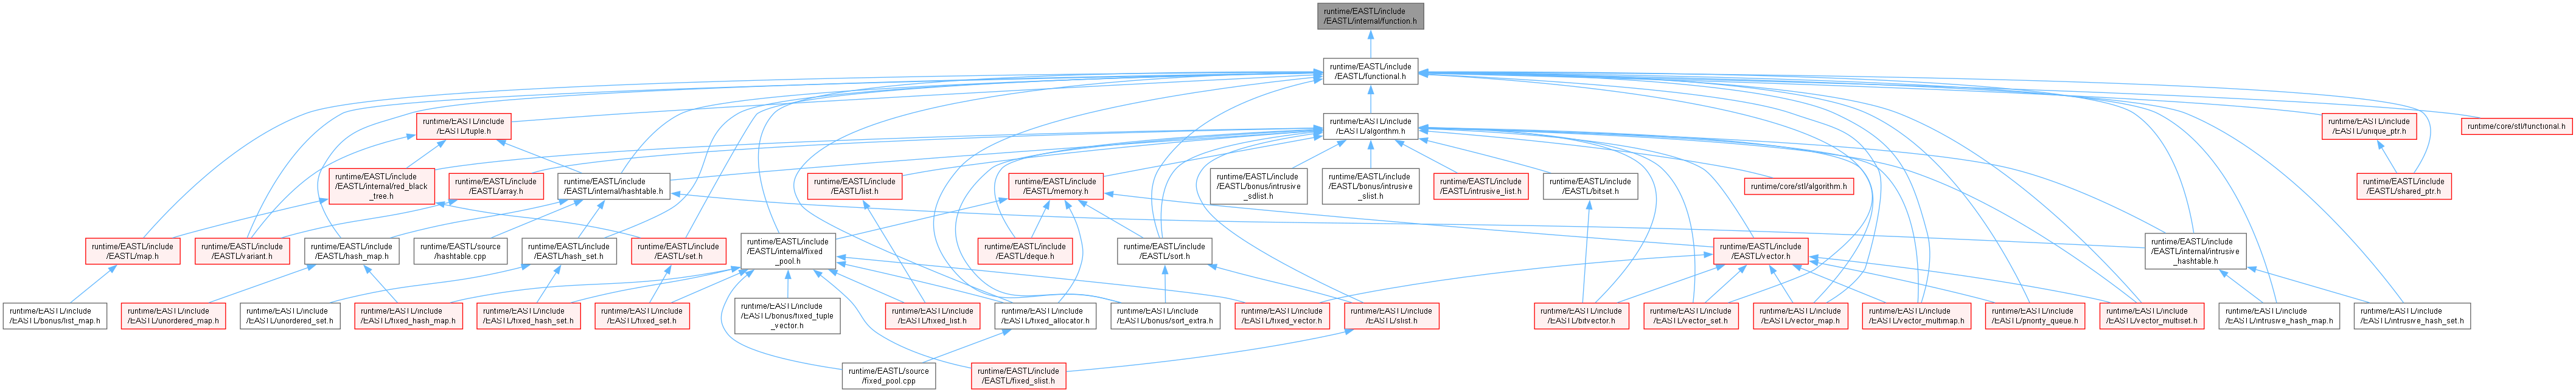 runtime/EASTL/include
/EASTL/internal/function.h
runtime/EASTL/include
/EASTL/functional.h
runtime/EASTL/include
/EASTL/tuple.h
runtime/EASTL/include
/EASTL/algorithm.h
runtime/EASTL/include
/EASTL/unique_ptr.h
runtime/core/stl/functional.h
runtime/EASTL/include
/EASTL/internal/red_black
_tree.h
runtime/EASTL/include
/EASTL/array.h
runtime/EASTL/include
/EASTL/internal/hashtable.h
runtime/EASTL/include
/EASTL/list.h
runtime/EASTL/include
/EASTL/memory.h
runtime/EASTL/include
/EASTL/bonus/intrusive
_sdlist.h
runtime/EASTL/include
/EASTL/bonus/intrusive
_slist.h
runtime/EASTL/include
/EASTL/intrusive_list.h
runtime/EASTL/include
/EASTL/bitset.h
runtime/core/stl/algorithm.h
runtime/EASTL/include
/EASTL/shared_ptr.h
runtime/EASTL/include
/EASTL/map.h
runtime/EASTL/include
/EASTL/variant.h
runtime/EASTL/include
/EASTL/hash_map.h
runtime/EASTL/source
/hashtable.cpp
runtime/EASTL/include
/EASTL/hash_set.h
runtime/EASTL/include
/EASTL/set.h
runtime/EASTL/include
/EASTL/internal/fixed
_pool.h
runtime/EASTL/include
/EASTL/deque.h
runtime/EASTL/include
/EASTL/sort.h
runtime/EASTL/include
/EASTL/vector.h
runtime/EASTL/include
/EASTL/internal/intrusive
_hashtable.h
runtime/EASTL/include
/EASTL/bonus/list_map.h
runtime/EASTL/include
/EASTL/unordered_map.h
runtime/EASTL/include
/EASTL/unordered_set.h
runtime/EASTL/include
/EASTL/fixed_hash_map.h
runtime/EASTL/include
/EASTL/fixed_hash_set.h
runtime/EASTL/include
/EASTL/fixed_set.h
runtime/EASTL/include
/EASTL/bonus/fixed_tuple
_vector.h
runtime/EASTL/include
/EASTL/fixed_list.h
runtime/EASTL/include
/EASTL/fixed_allocator.h
runtime/EASTL/include
/EASTL/bonus/sort_extra.h
runtime/EASTL/include
/EASTL/fixed_vector.h
runtime/EASTL/include
/EASTL/slist.h
runtime/EASTL/include
/EASTL/bitvector.h
runtime/EASTL/include
/EASTL/vector_set.h
runtime/EASTL/include
/EASTL/vector_map.h
runtime/EASTL/include
/EASTL/vector_multimap.h
runtime/EASTL/include
/EASTL/priority_queue.h
runtime/EASTL/include
/EASTL/vector_multiset.h
runtime/EASTL/include
/EASTL/intrusive_hash_map.h
runtime/EASTL/include
/EASTL/intrusive_hash_set.h
runtime/EASTL/source
/fixed_pool.cpp
runtime/EASTL/include
/EASTL/fixed_slist.h